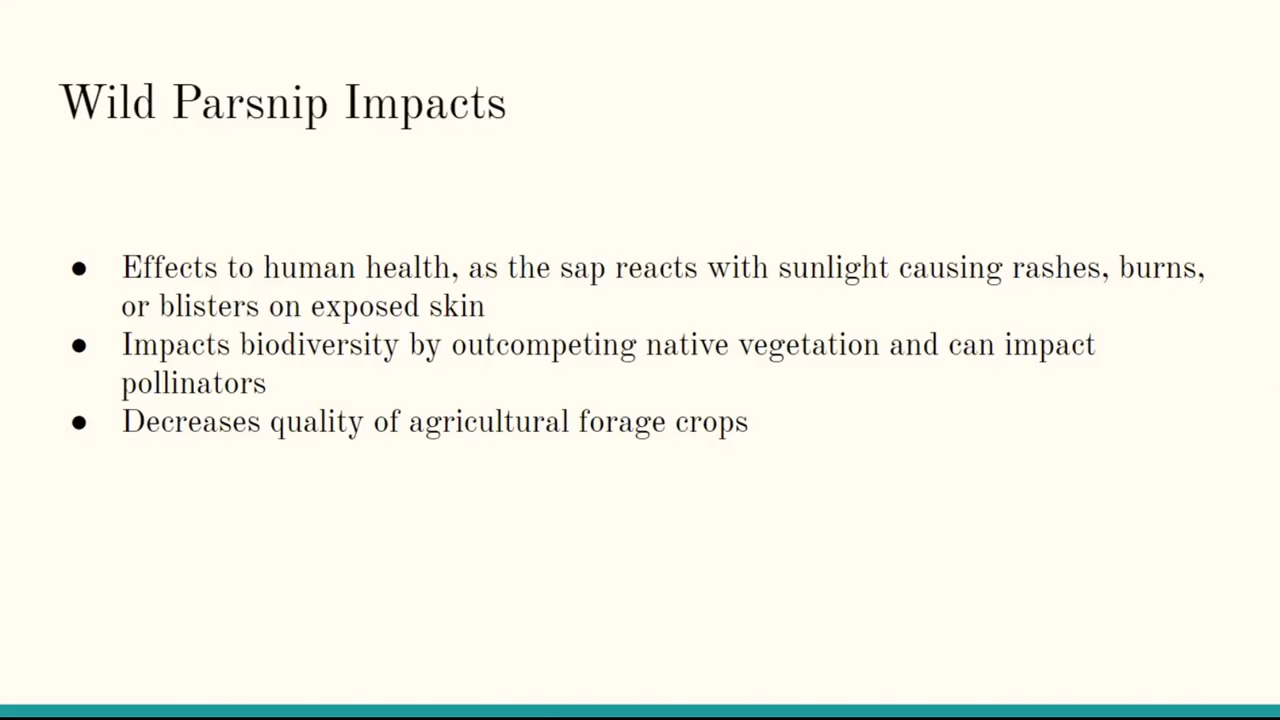 Wild Parsnip Impacts
● Effects to human health, as the sap reacts with sunlight causing rashes, burns,
or blisters on exposed skin
● Impacts biodiversity by outcompeting native vegetation and can impact
pollinators
● Decreases quality of agricultural forage crops